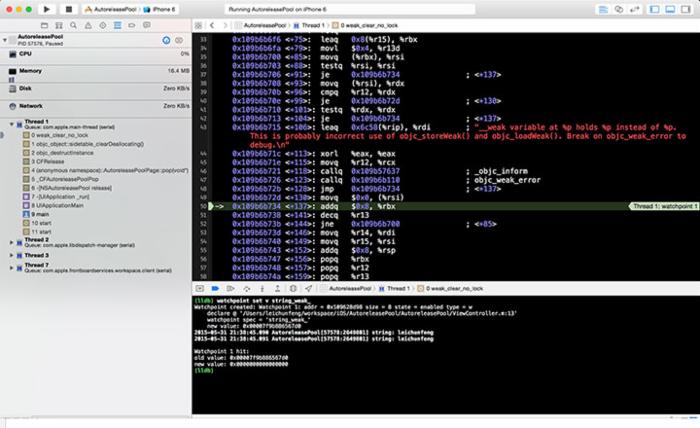 AutoreleasePool
iPhone 6
Running AutoreleasePool on iPhone 6
AutoreleasePool
PID 57578, Paused
CPU 0%
Memory 16.4 MB
Disk Zero KB/s
Network Zero KB/s
Thread 1
Queue: com.apple.main-thread (serial)
0 weak_clear_no_lock
1 objc_object::sidetable_clearDeallocating()
2 objc_destructInstance
3 CFRelease
4 (anonymous namespace)::AutoreleasePoolPage::pop(void*)
5 _CFAutoreleasePoolPop
6 -[NSAutoreleasePool release]
7 -[UIApplication _run]
8 UIApplicationMain
9 main
10 start
11 start
Thread 2
Queue: com.apple.libdispatch-manager (serial)
Thread 3
Thread 7
Queue: com.apple.frontboardservices.workspace.client (serial)
AutoreleasePool Thread 1 0 weak_clear_no_lock
33 0x109b6b6f6 <+75>: leaq 0x8(%r15), %rbx
34 0x109b6b6fa <+79>: movl $0x4, %r13d
35 0x109b6b700 <+85>: movq (%rbx), %rsi
36 0x109b6b703 <+88>: testq %rsi, %rsi
37 0x109b6b706 <+91>: je 0x109b6b734 ; <+137>
38 0x109b6b708 <+93>: movq (%rsi), %rdx
39 0x109b6b70b <+96>: cmpq %r12, %rdx
40 0x109b6b70e <+99>: je 0x109b6b72d ; <+130>
41 0x109b6b710 <+101>: testq %rdx, %rdx
42 0x109b6b713 <+104>: je 0x109b6b734 ; <+137>
43 0x109b6b715 <+106>: leaq 0x6c58(%rip), %rdi ; "__weak variable at %p holds %p instead of %p.
This is probably incorrect use of objc_storeWeak() and objc_loadWeak(). Break on objc_weak_error to
debug.\n"
44 0x109b6b71c <+113>: xorl %eax, %eax
45 0x109b6b71e <+115>: movq %r12, %rcx
46 0x109b6b721 <+118>: callq 0x109b57637 ; _objc_inform
47 0x109b6b726 <+123>: callq 0x109b6b110 ; objc_weak_error
48 0x109b6b72b <+128>: jmp 0x109b6b734 ; <+137>
49 0x109b6b72d <+130>: movq $0x0, (%rsi)
50 -> 0x109b6b734 <+137>: addq $0x8, %rbx
Thread 1: watchpoint 1
51 0x109b6b738 <+141>: decq %r13
52 0x109b6b73b <+144>: jne 0x109b6b700 ; <+85>
53 0x109b6b73d <+146>: movq %r14, %rdi
54 0x109b6b740 <+149>: movq %r15, %rsi
55 0x109b6b743 <+152>: addq $0x8, %rsp
56 0x109b6b747 <+156>: popq %rbx
57 0x109b6b748 <+157>: popq %r12
58 0x109b6b74a <+159>: popq %r13
AutoreleasePool Thread 1 0 weak_clear_no_lock
(lldb) watchpoint set v string_weak_
Watchpoint created: Watchpoint 1: addr = 0x109628d98 size = 8 state = enabled type = w
declare @ '/Users/leichunfeng/workspace/iOS/AutoreleasePool/AutoreleasePool/ViewController.m:13'
watchpoint spec = 'string_weak_'
new value: 0x00007f9b886567d0
2015-05-31 21:38:45.090 AutoreleasePool[57578:2649801] string: leichunfeng
2015-05-31 21:38:45.091 AutoreleasePool[57578:2649801] string: leichunfeng
Watchpoint 1 hit:
old value: 0x00007f9b886567d0
new value: 0x0000000000000000
(lldb)